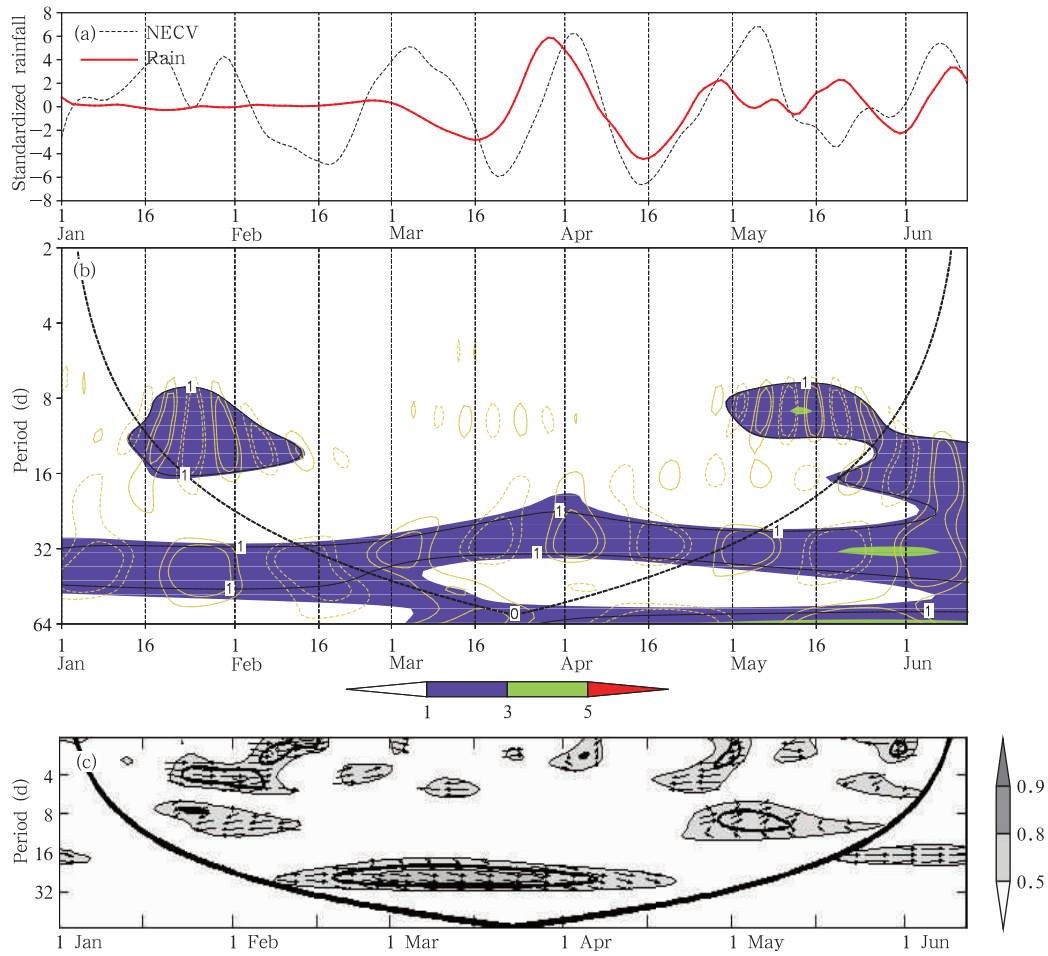 Standardized rainfall
8
6
4
2
0
−2
−4
−6
−8
(a)
NECV
Rain
1 16 1 16 1 16 1 16 1 16 1
Jan Feb Mar Apr May Jun
Period (d)
2
4
8
16
32
64
(b)
1
1
1
1
1
1
1
1
1
0
1
1 16 1 16 1 16 1 16 1 16 1
Jan Feb Mar Apr May Jun
1 3 5
Period (d)
4
8
16
32
(c)
1 Jan 1 Feb 1 Mar 1 Apr 1 May 1 Jun
0.9
0.8
0.5